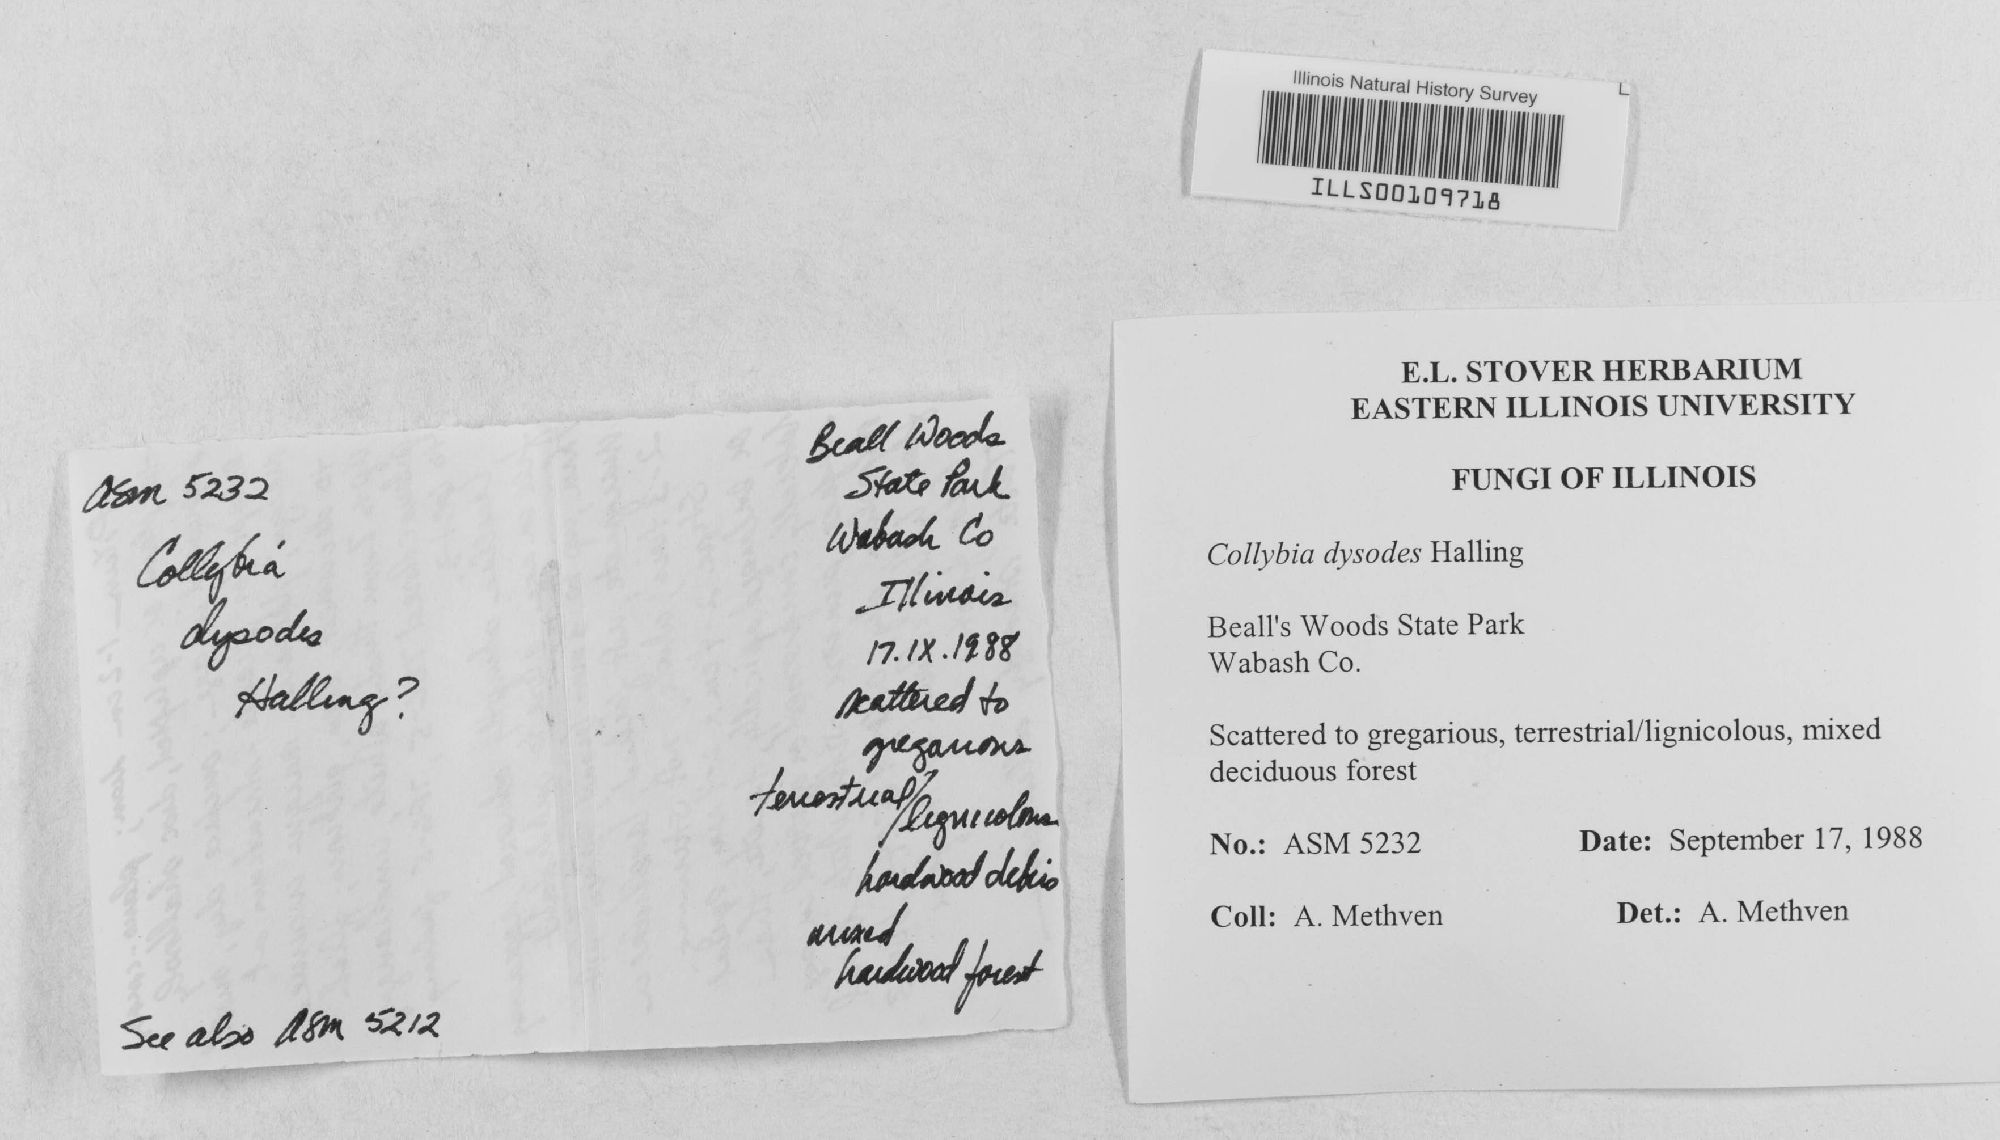 Illinois Natural History Survey
ILLS00109718
ASM 5232
Collybia
dysodes
Halling?
See also ASM 5212
Beall Woods
State Park
Wabash Co
Illinois
17.IX.1988
scattered to
gregarious
terrestrial?
/lignicolous
hardwood debris
mixed
hardwood forest
E.L. STOVER HERBARIUM
EASTERN ILLINOIS UNIVERSITY
FUNGI OF ILLINOIS
Collybia dysodes Halling
Beall's Woods State Park
Wabash Co.
Scattered to gregarious, terrestrial/lignicolous, mixed
deciduous forest
No.: ASM 5232 Date: September 17, 1988
Coll: A. Methven Det.: A. Methven